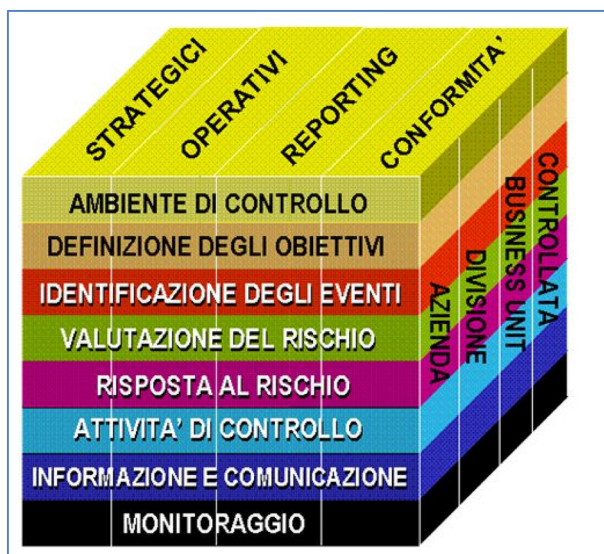 STRATEGICI
OPERATIVI
REPORTING
CONFORMITA'
AMBIENTE DI CONTROLLO
DEFINIZIONE DEGLI OBIETTIVI
IDENTIFICAZIONE DEGLI EVENTI
VALUTAZIONE DEL RISCHIO
RISPOSTA AL RISCHIO
ATTIVITA' DI CONTROLLO
INFORMAZIONE E COMUNICAZIONE
MONITORAGGIO
AZIENDA
DIVISIONE
BUSINESS UNIT
CONTROLLATA